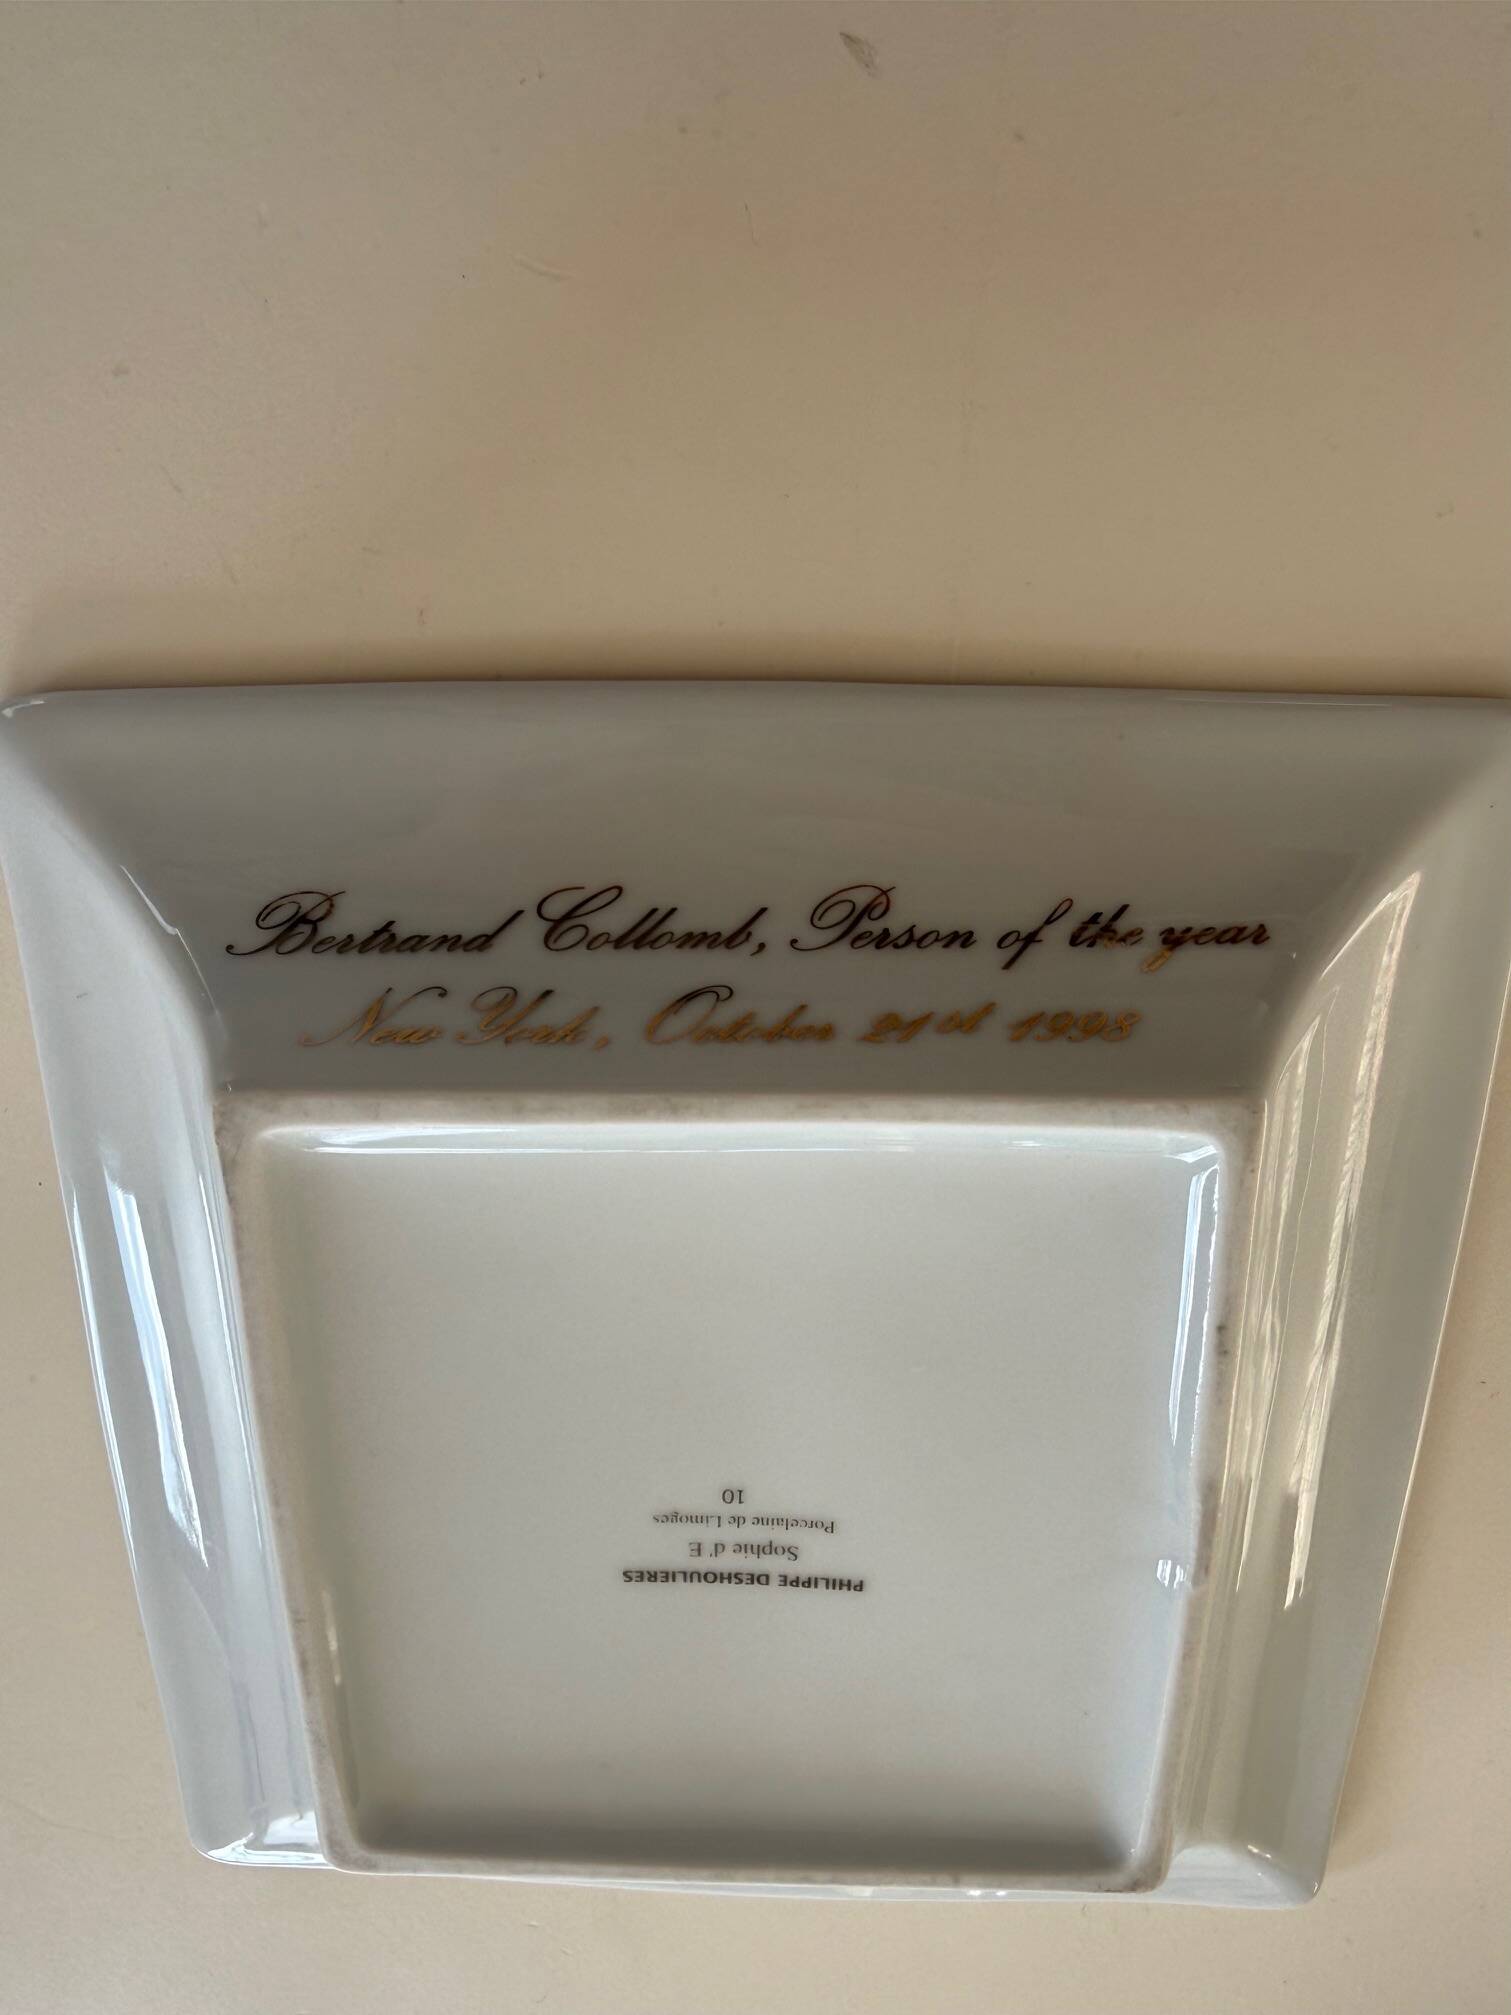 Bertrand Collomb, Person of the year
New York, October 21st 1998
PHILIPPE DESHOULIERES
Sophie d'E
Porcelaine de Limoges
10